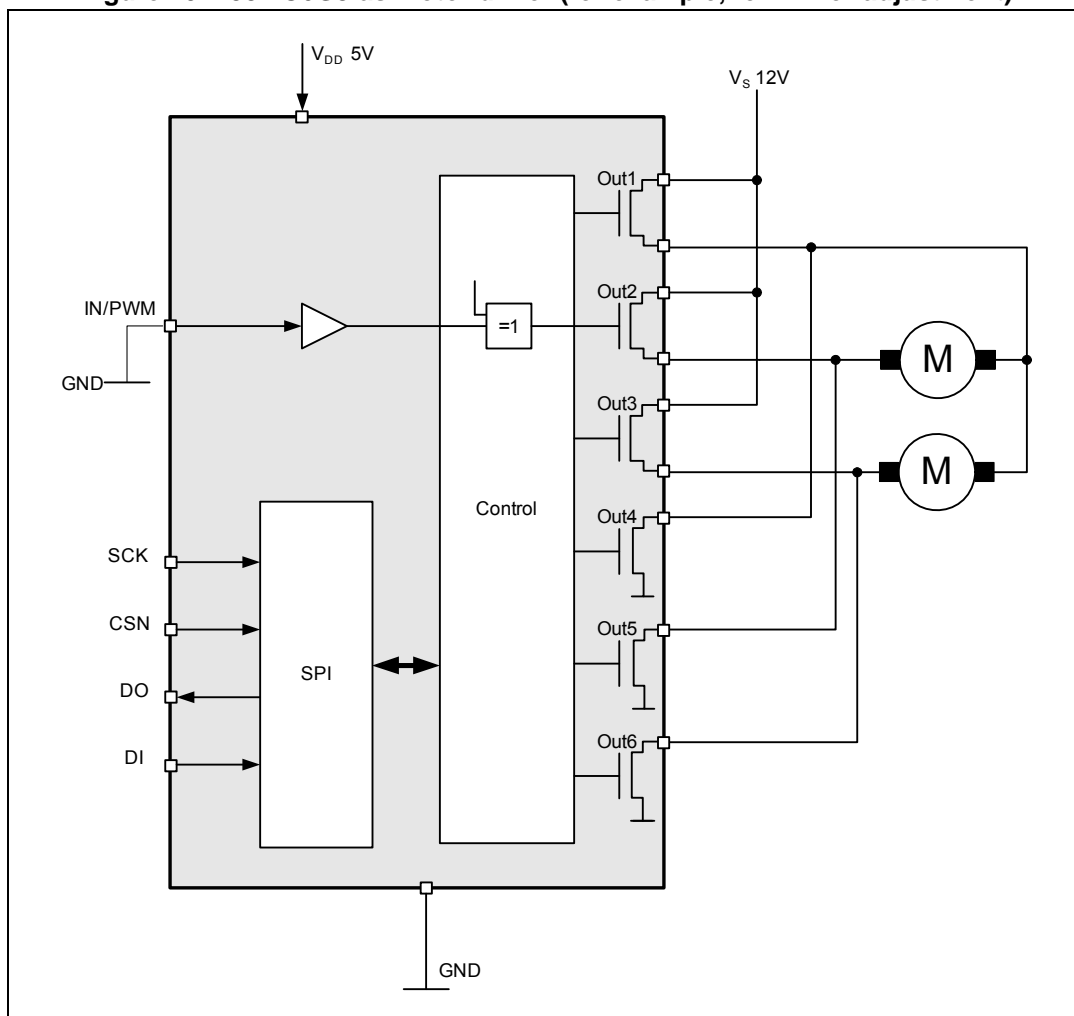 V_DD 5V
V_S 12V
Out1
Out2
IN/PWM
=1
GND
Out3
M
M
Control
Out4
SCK
CSN
Out5
SPI
DO
Out6
DI
GND